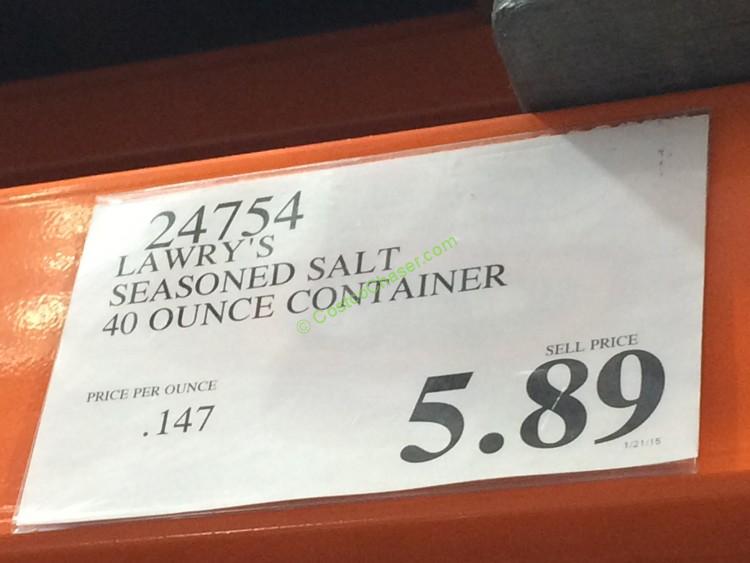 24754
LAWRY'S
SEASONED SALT
40 OUNCE CONTAINER
© CostcoChaser.com
PRICE PER OUNCE
.147
SELL PRICE
5.89
1/21/15